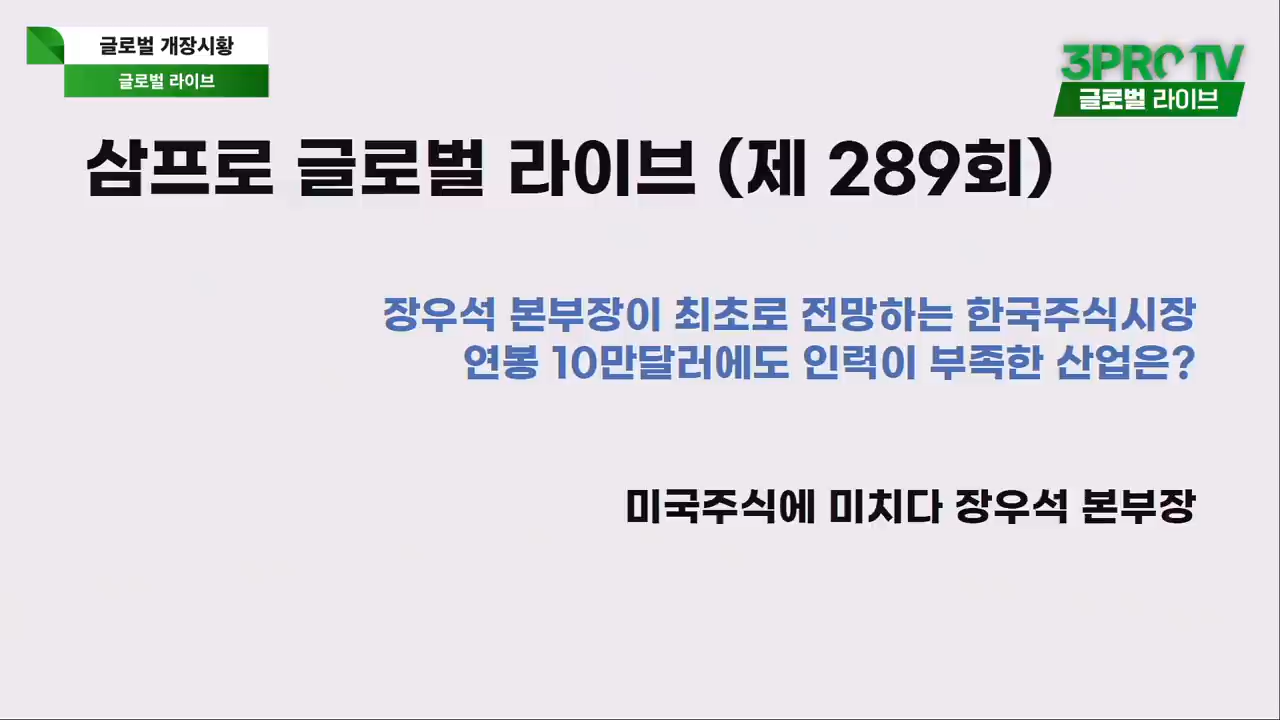 글로벌 개장시황
글로벌 라이브
3PRO TV
글로벌 라이브
삼프로 글로벌 라이브 (제 289회)
장우석 본부장이 최초로 전망하는 한국주식시장
연봉 10만달러에도 인력이 부족한 산업은?
미국주식에 미치다 장우석 본부장